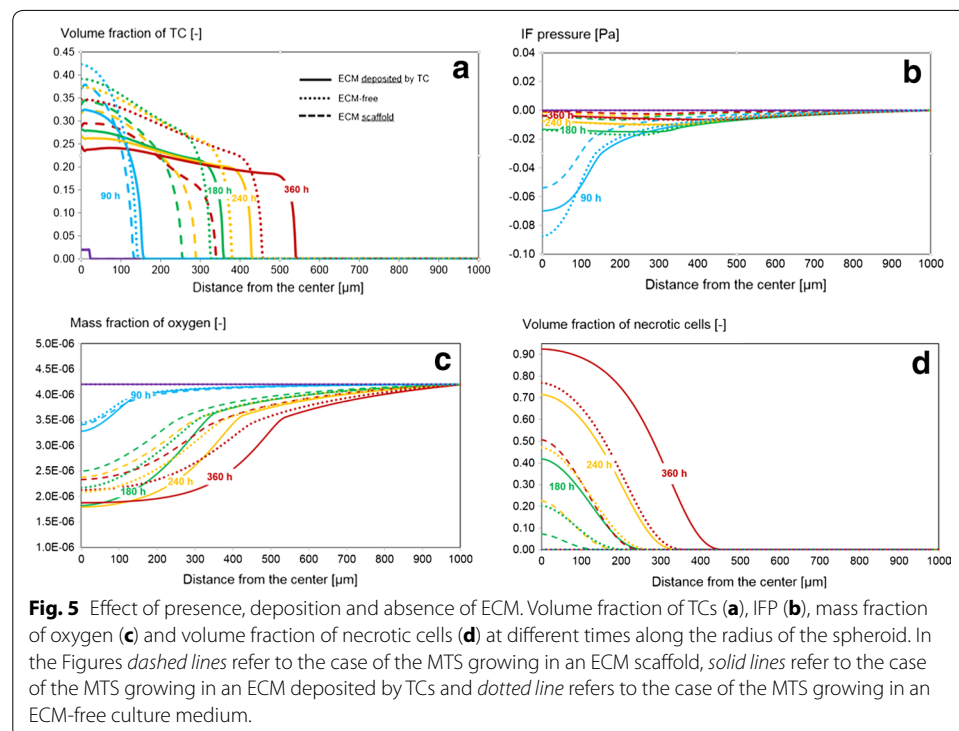 Volume fraction of TC [-]
0.45
0.40
0.35
0.30
0.25
0.20
0.15
0.10
0.05
0.00
a
ECM deposited by TC
ECM-free
ECM scaffold
90 h
180 h
240 h
360 h
0 100 200 300 400 500 600 700 800 900 1000
Distance from the center [µm]
IF pressure [Pa]
0.04
0.02
0.00
-0.02
-0.04
-0.06
-0.08
-0.10
b
360 h
240 h
180 h
90 h
0 100 200 300 400 500 600 700 800 900 1000
Distance from the center [µm]
Mass fraction of oxygen [-]
5.0E-06
4.5E-06
4.0E-06
3.5E-06
3.0E-06
2.5E-06
2.0E-06
1.5E-06
1.0E-06
c
90 h
180 h
240 h
360 h
0 100 200 300 400 500 600 700 800 900 1000
Distance from the center [µm]
Volume fraction of necrotic cells [-]
0.90
0.80
0.70
0.60
0.50
0.40
0.30
0.20
0.10
0.00
d
360 h
240 h
180 h
0 100 200 300 400 500 600 700 800 900 1000
Distance from the center [µm]
Fig. 5 Effect of presence, deposition and absence of ECM. Volume fraction of TCs (a), IFP (b), mass fraction
of oxygen (c) and volume fraction of necrotic cells (d) at different times along the radius of the spheroid. In
the Figures dashed lines refer to the case of the MTS growing in an ECM scaffold, solid lines refer to the case
of the MTS growing in an ECM deposited by TCs and dotted line refers to the case of the MTS growing in an
ECM-free culture medium.